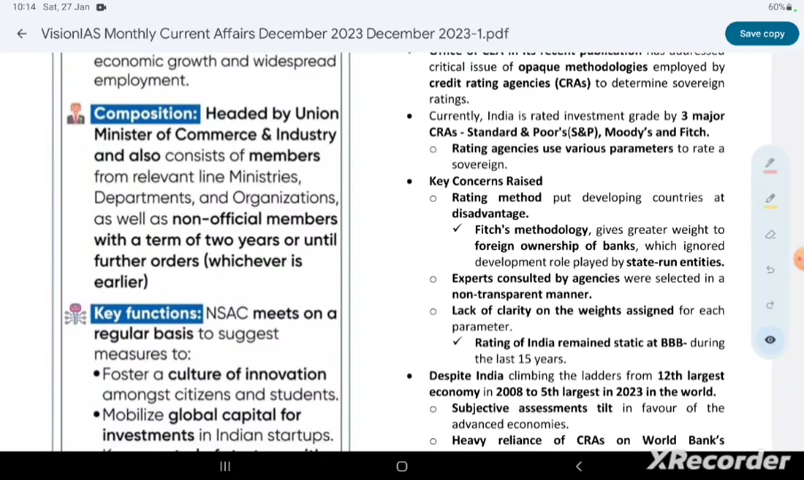 10:14 Sat, 27 Jan
60%
VisionIAS Monthly Current Affairs December 2023 December 2023-1.pdf
Save copy
economic growth and widespread
employment.
Composition: Headed by Union
Minister of Commerce & Industry
and also consists of members
from relevant line Ministries,
Departments, and Organizations,
as well as non-official members
with a term of two years or until
further orders (whichever is
earlier)
Key functions: NSAC meets on a
regular basis to suggest
measures to:
• Foster a culture of innovation
amongst citizens and students.
• Mobilize global capital for
investments in Indian startups.
critical issue of opaque methodologies employed by
credit rating agencies (CRAs) to determine sovereign
ratings.
• Currently, India is rated investment grade by 3 major
CRAs - Standard & Poor's(S&P), Moody's and Fitch.
o Rating agencies use various parameters to rate a
sovereign.
• Key Concerns Raised
o Rating method put developing countries at
disadvantage.
✓ Fitch's methodology, gives greater weight to
foreign ownership of banks, which ignored
development role played by state-run entities.
o Experts consulted by agencies were selected in a
non-transparent manner.
o Lack of clarity on the weights assigned for each
parameter.
✓ Rating of India remained static at BBB- during
the last 15 years.
• Despite India climbing the ladders from 12th largest
economy in 2008 to 5th largest in 2023 in the world.
o Subjective assessments tilt in favour of the
advanced economies.
o Heavy reliance of CRAs on World Bank's
XRecorder